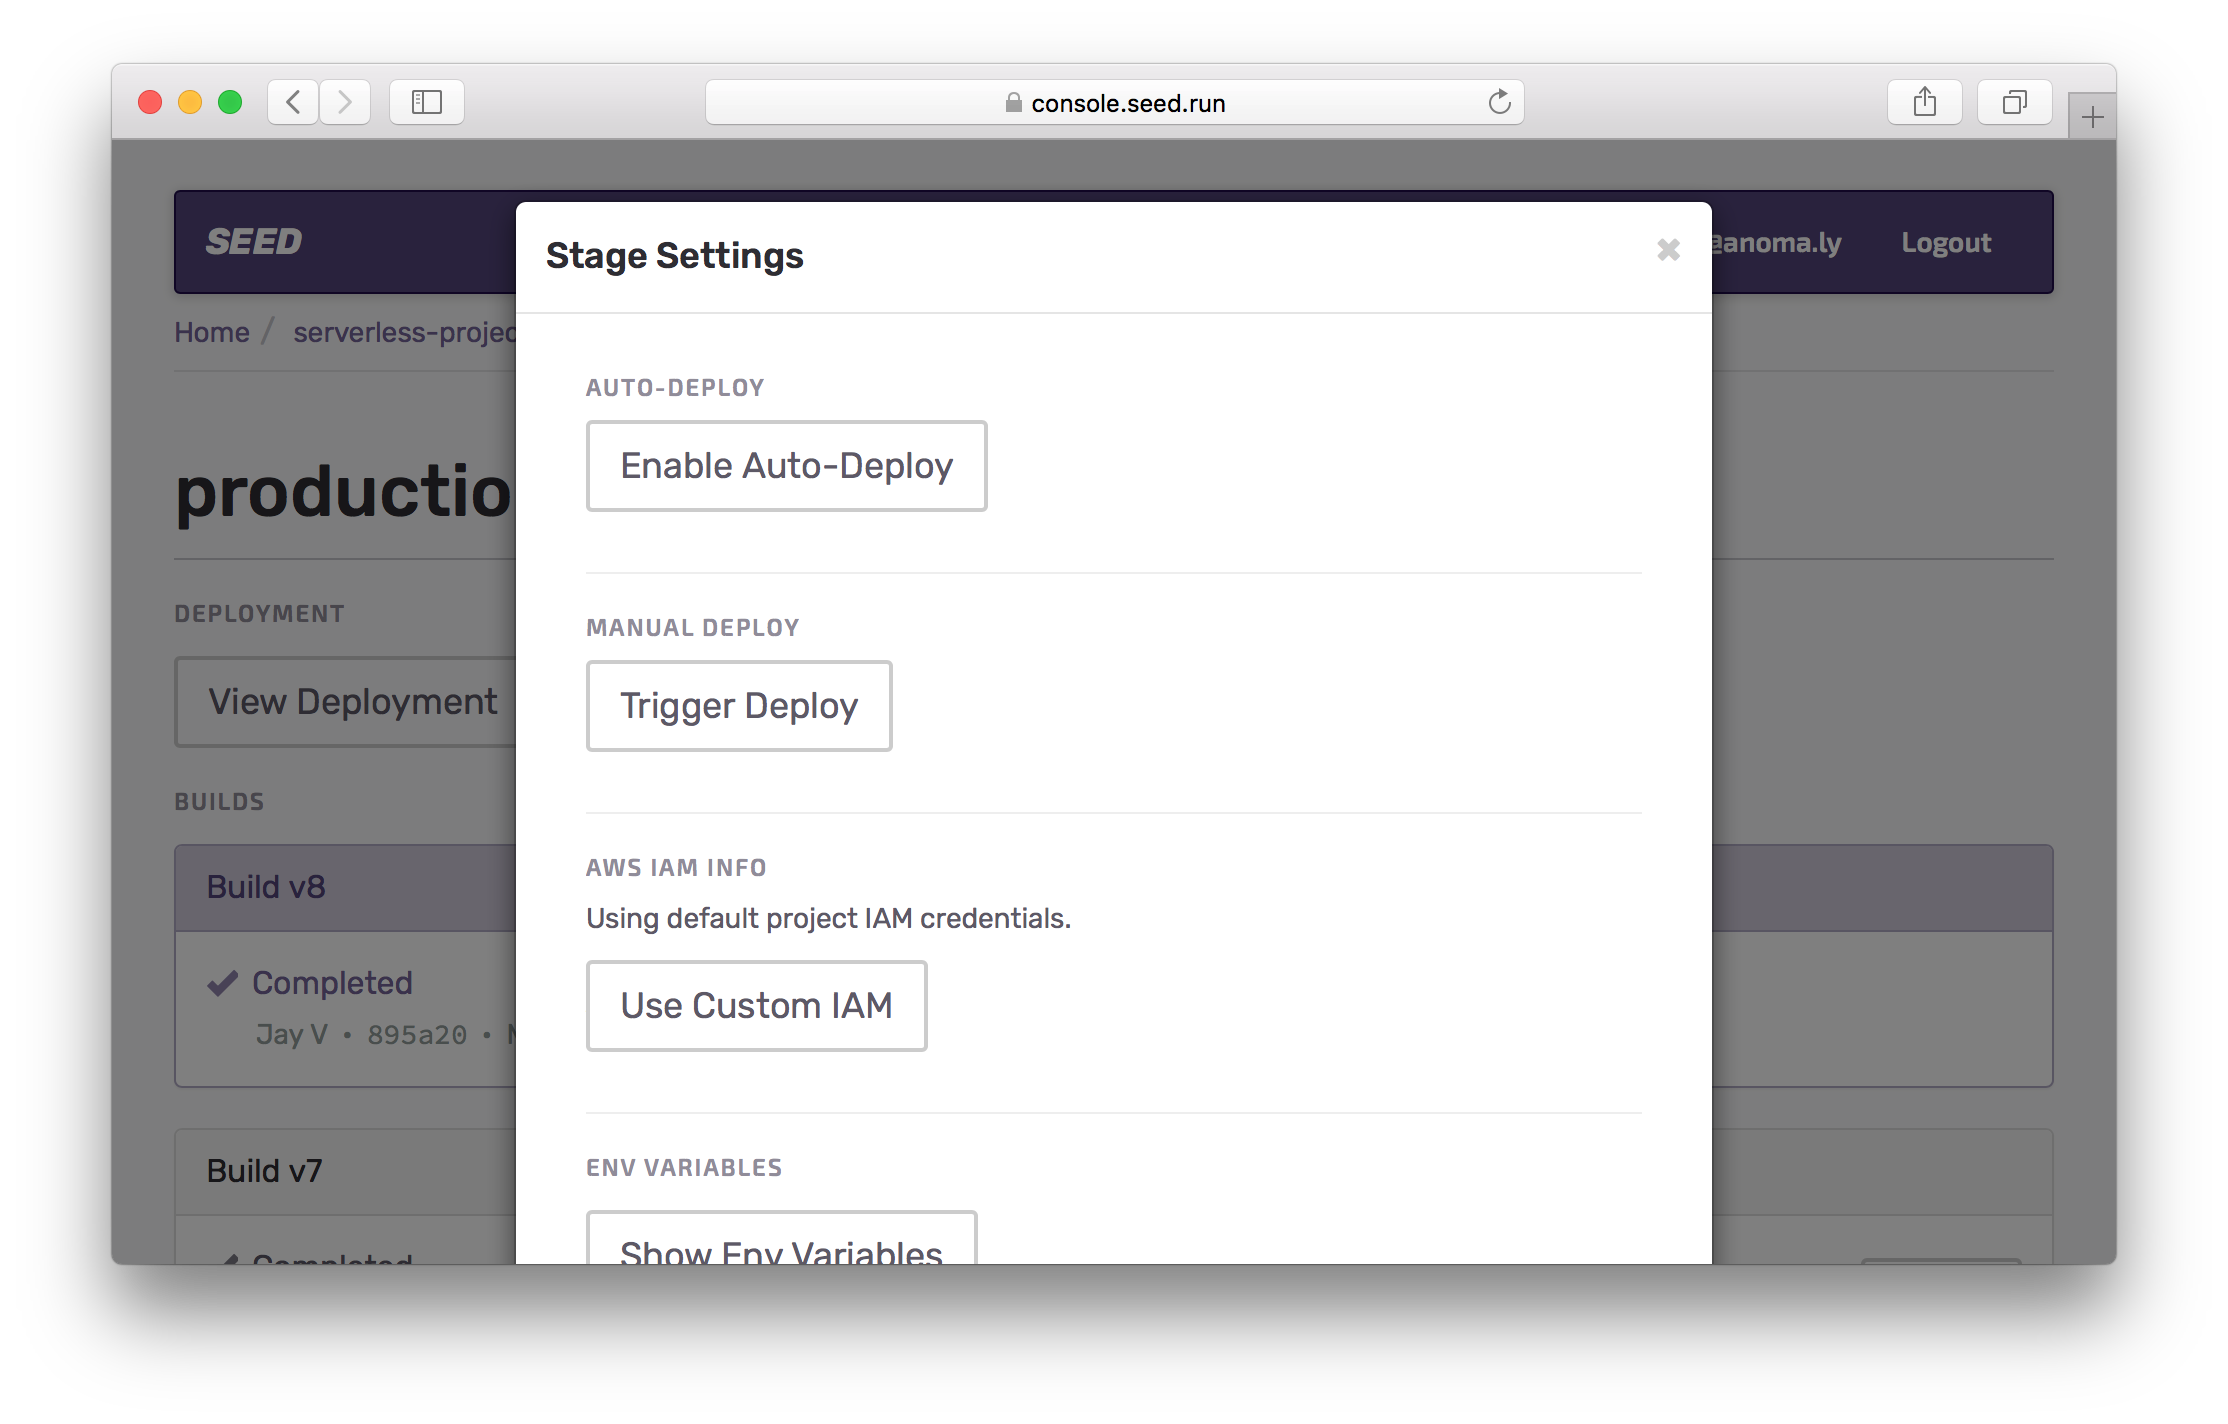 console.seed.run
SEED
@anoma.ly
Logout
Home / serverless-projec
productio
DEPLOYMENT
View Deployment
BUILDS
Build v8
Completed
Jay V • 895a20 •
Build v7
Completed
Stage Settings
AUTO-DEPLOY
Enable Auto-Deploy
MANUAL DEPLOY
Trigger Deploy
AWS IAM INFO
Using default project IAM credentials.
Use Custom IAM
ENV VARIABLES
Show Env Variables